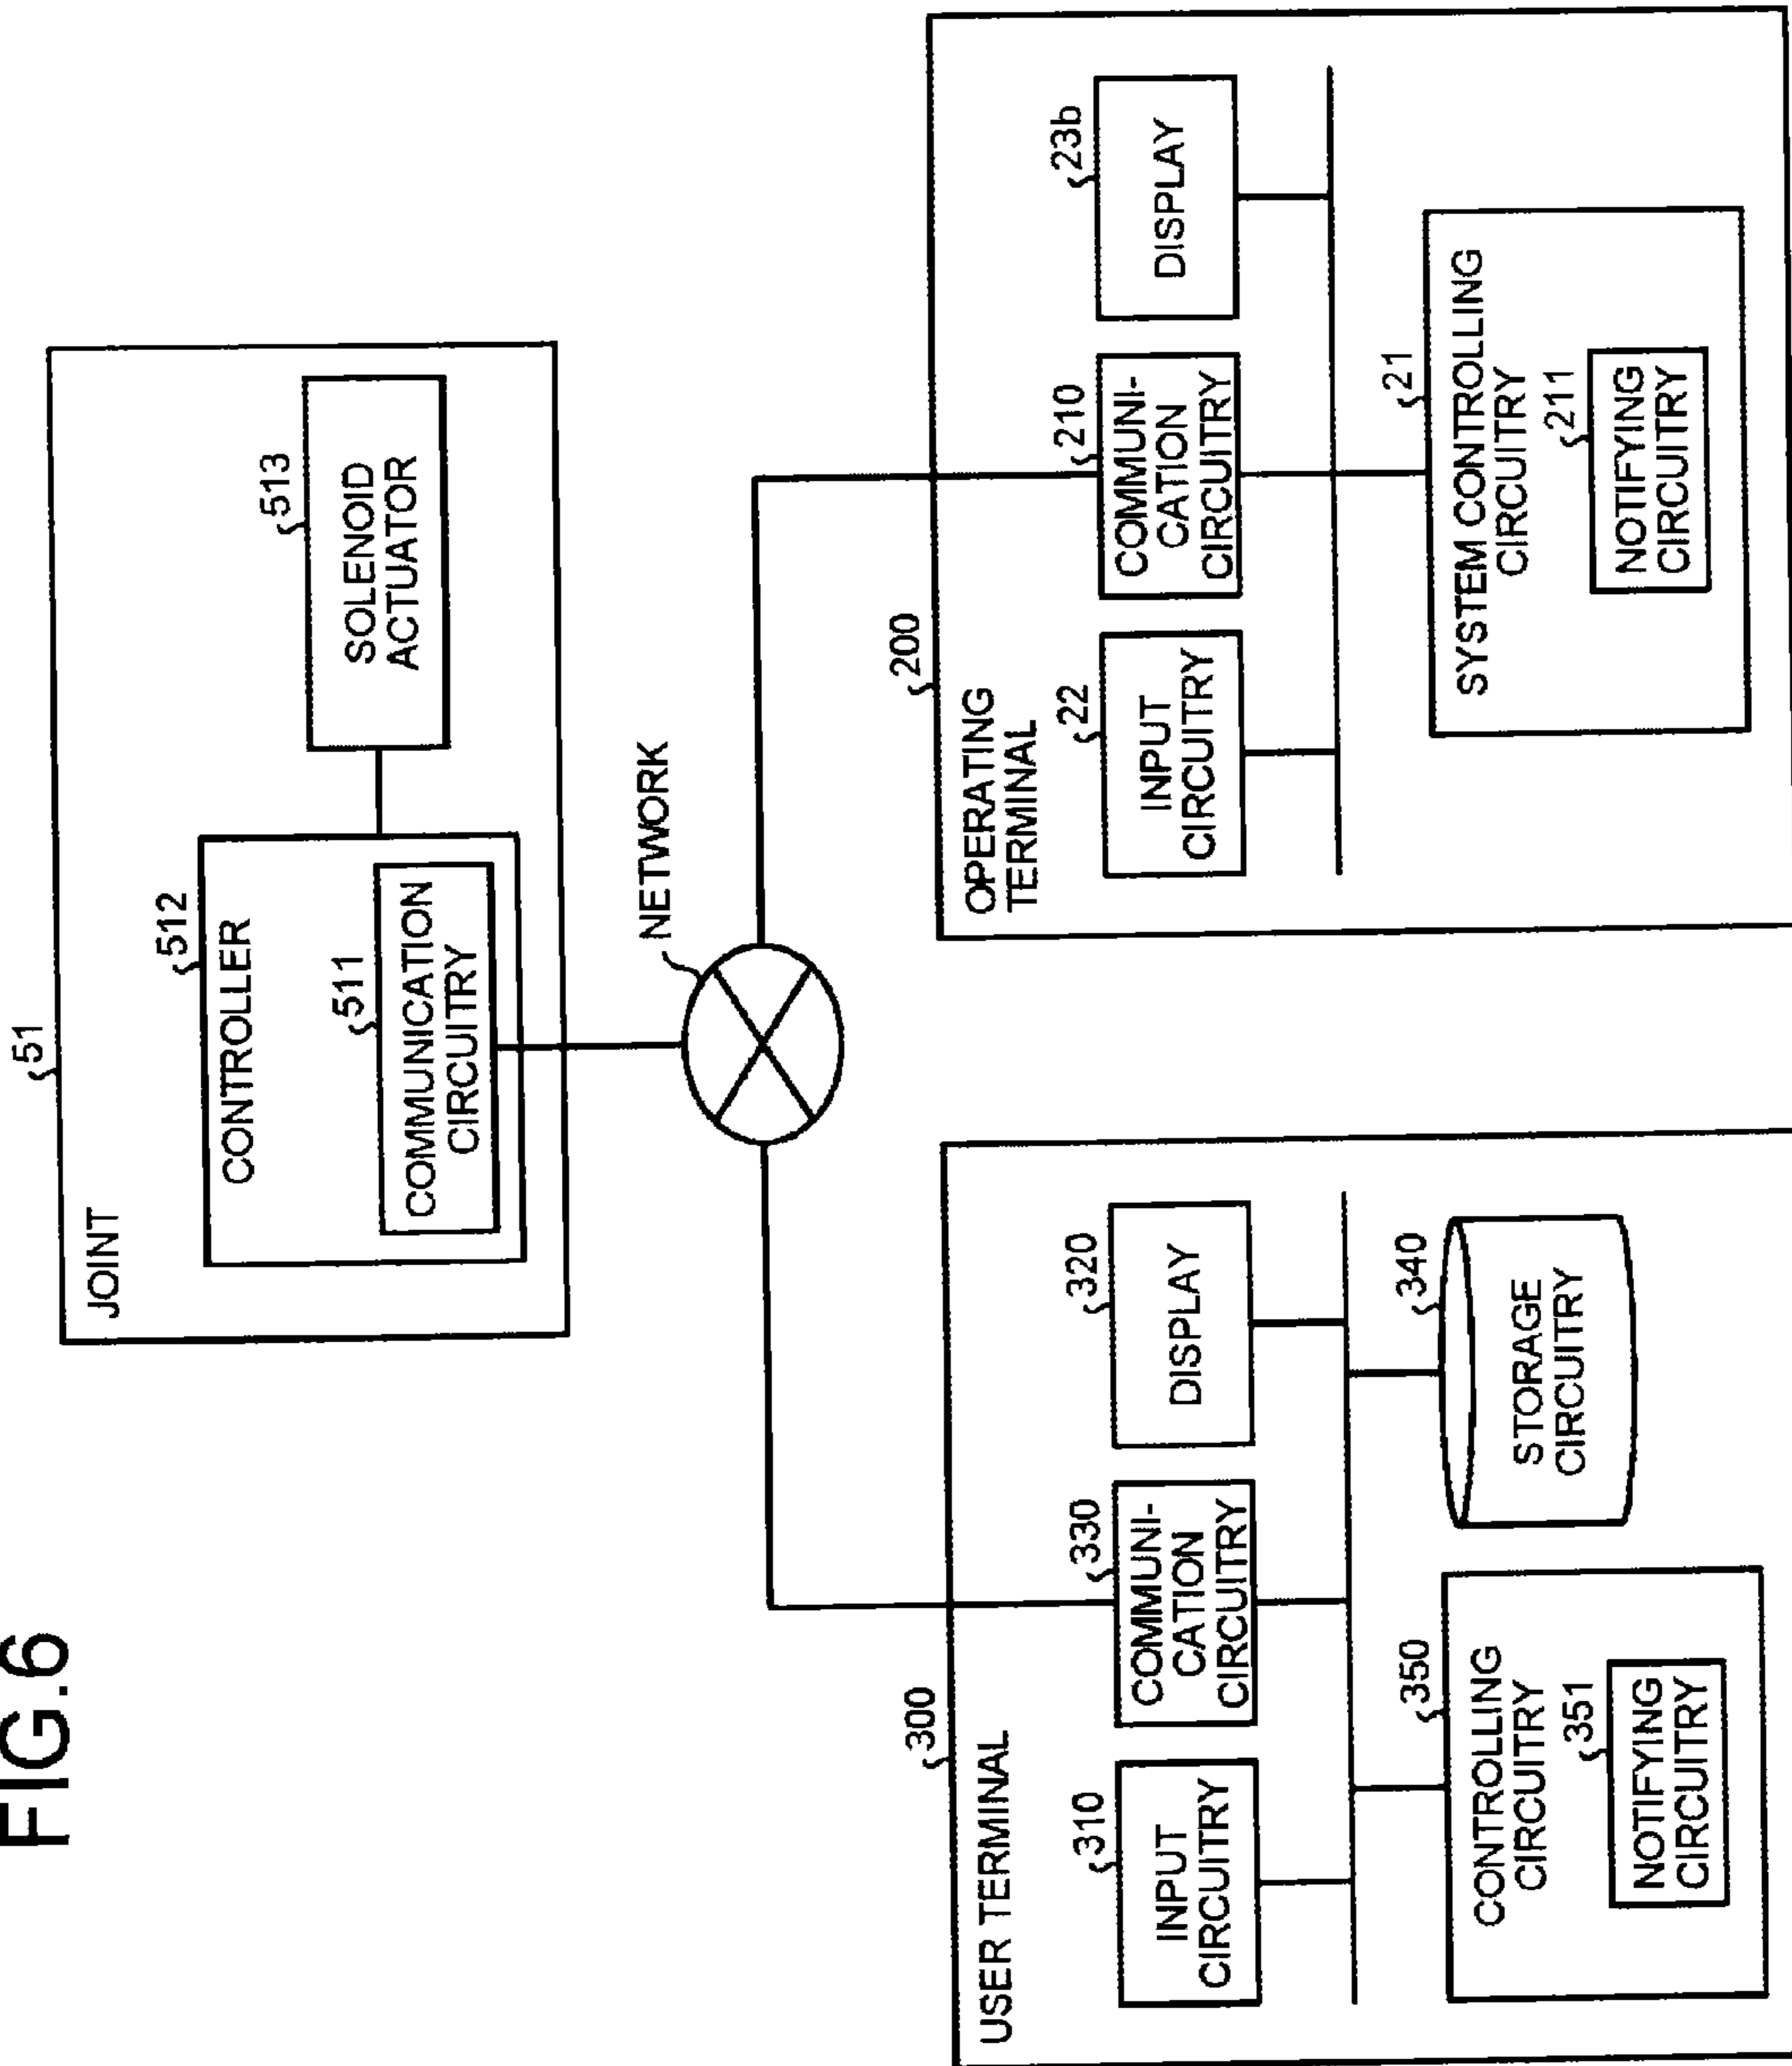 FIG.6
51
JOINT
512
CONTROLLER
511
COMMUNICATION
CIRCUITRY
513
SOLENOID
ACTUATOR
NETWORK
300
USER TERMINAL
310
INPUT
CIRCUITRY
330
COMMUNI-
CATION
CIRCUITRY
320
DISPLAY
350
CONTROLLING
CIRCUITRY
351
NOTIFYING
CIRCUITRY
340
STORAGE
CIRCUITRY
200
OPERATING
TERMINAL
22
INPUT
CIRCUITRY
210
COMMUNI-
CATION
CIRCUITRY
23b
DISPLAY
21
SYSTEM CONTROLLING
CIRCUITRY
211
NOTIFYING
CIRCUITRY